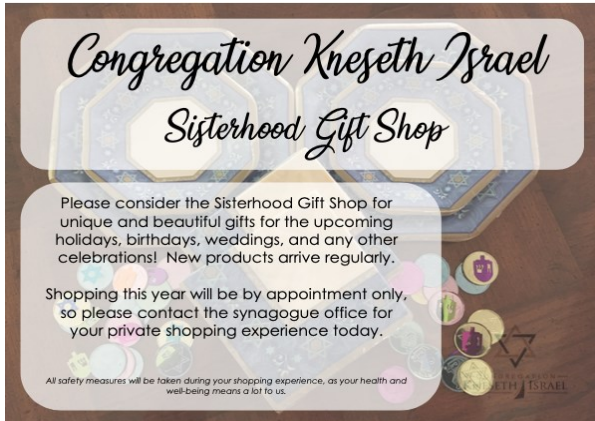 Congregation Kneseth Israel
Sisterhood Gift Shop
Please consider the Sisterhood Gift Shop for
unique and beautiful gifts for the upcoming
holidays, birthdays, weddings, and any other
celebrations!  New products arrive regularly.
Shopping this year will be by appointment only,
so please contact the synagogue office for
your private shopping experience today.
All safety measures will be taken during your shopping experience, as your health and
well-being means a lot to us.
CONGREGATION
KNESETH ISRAEL